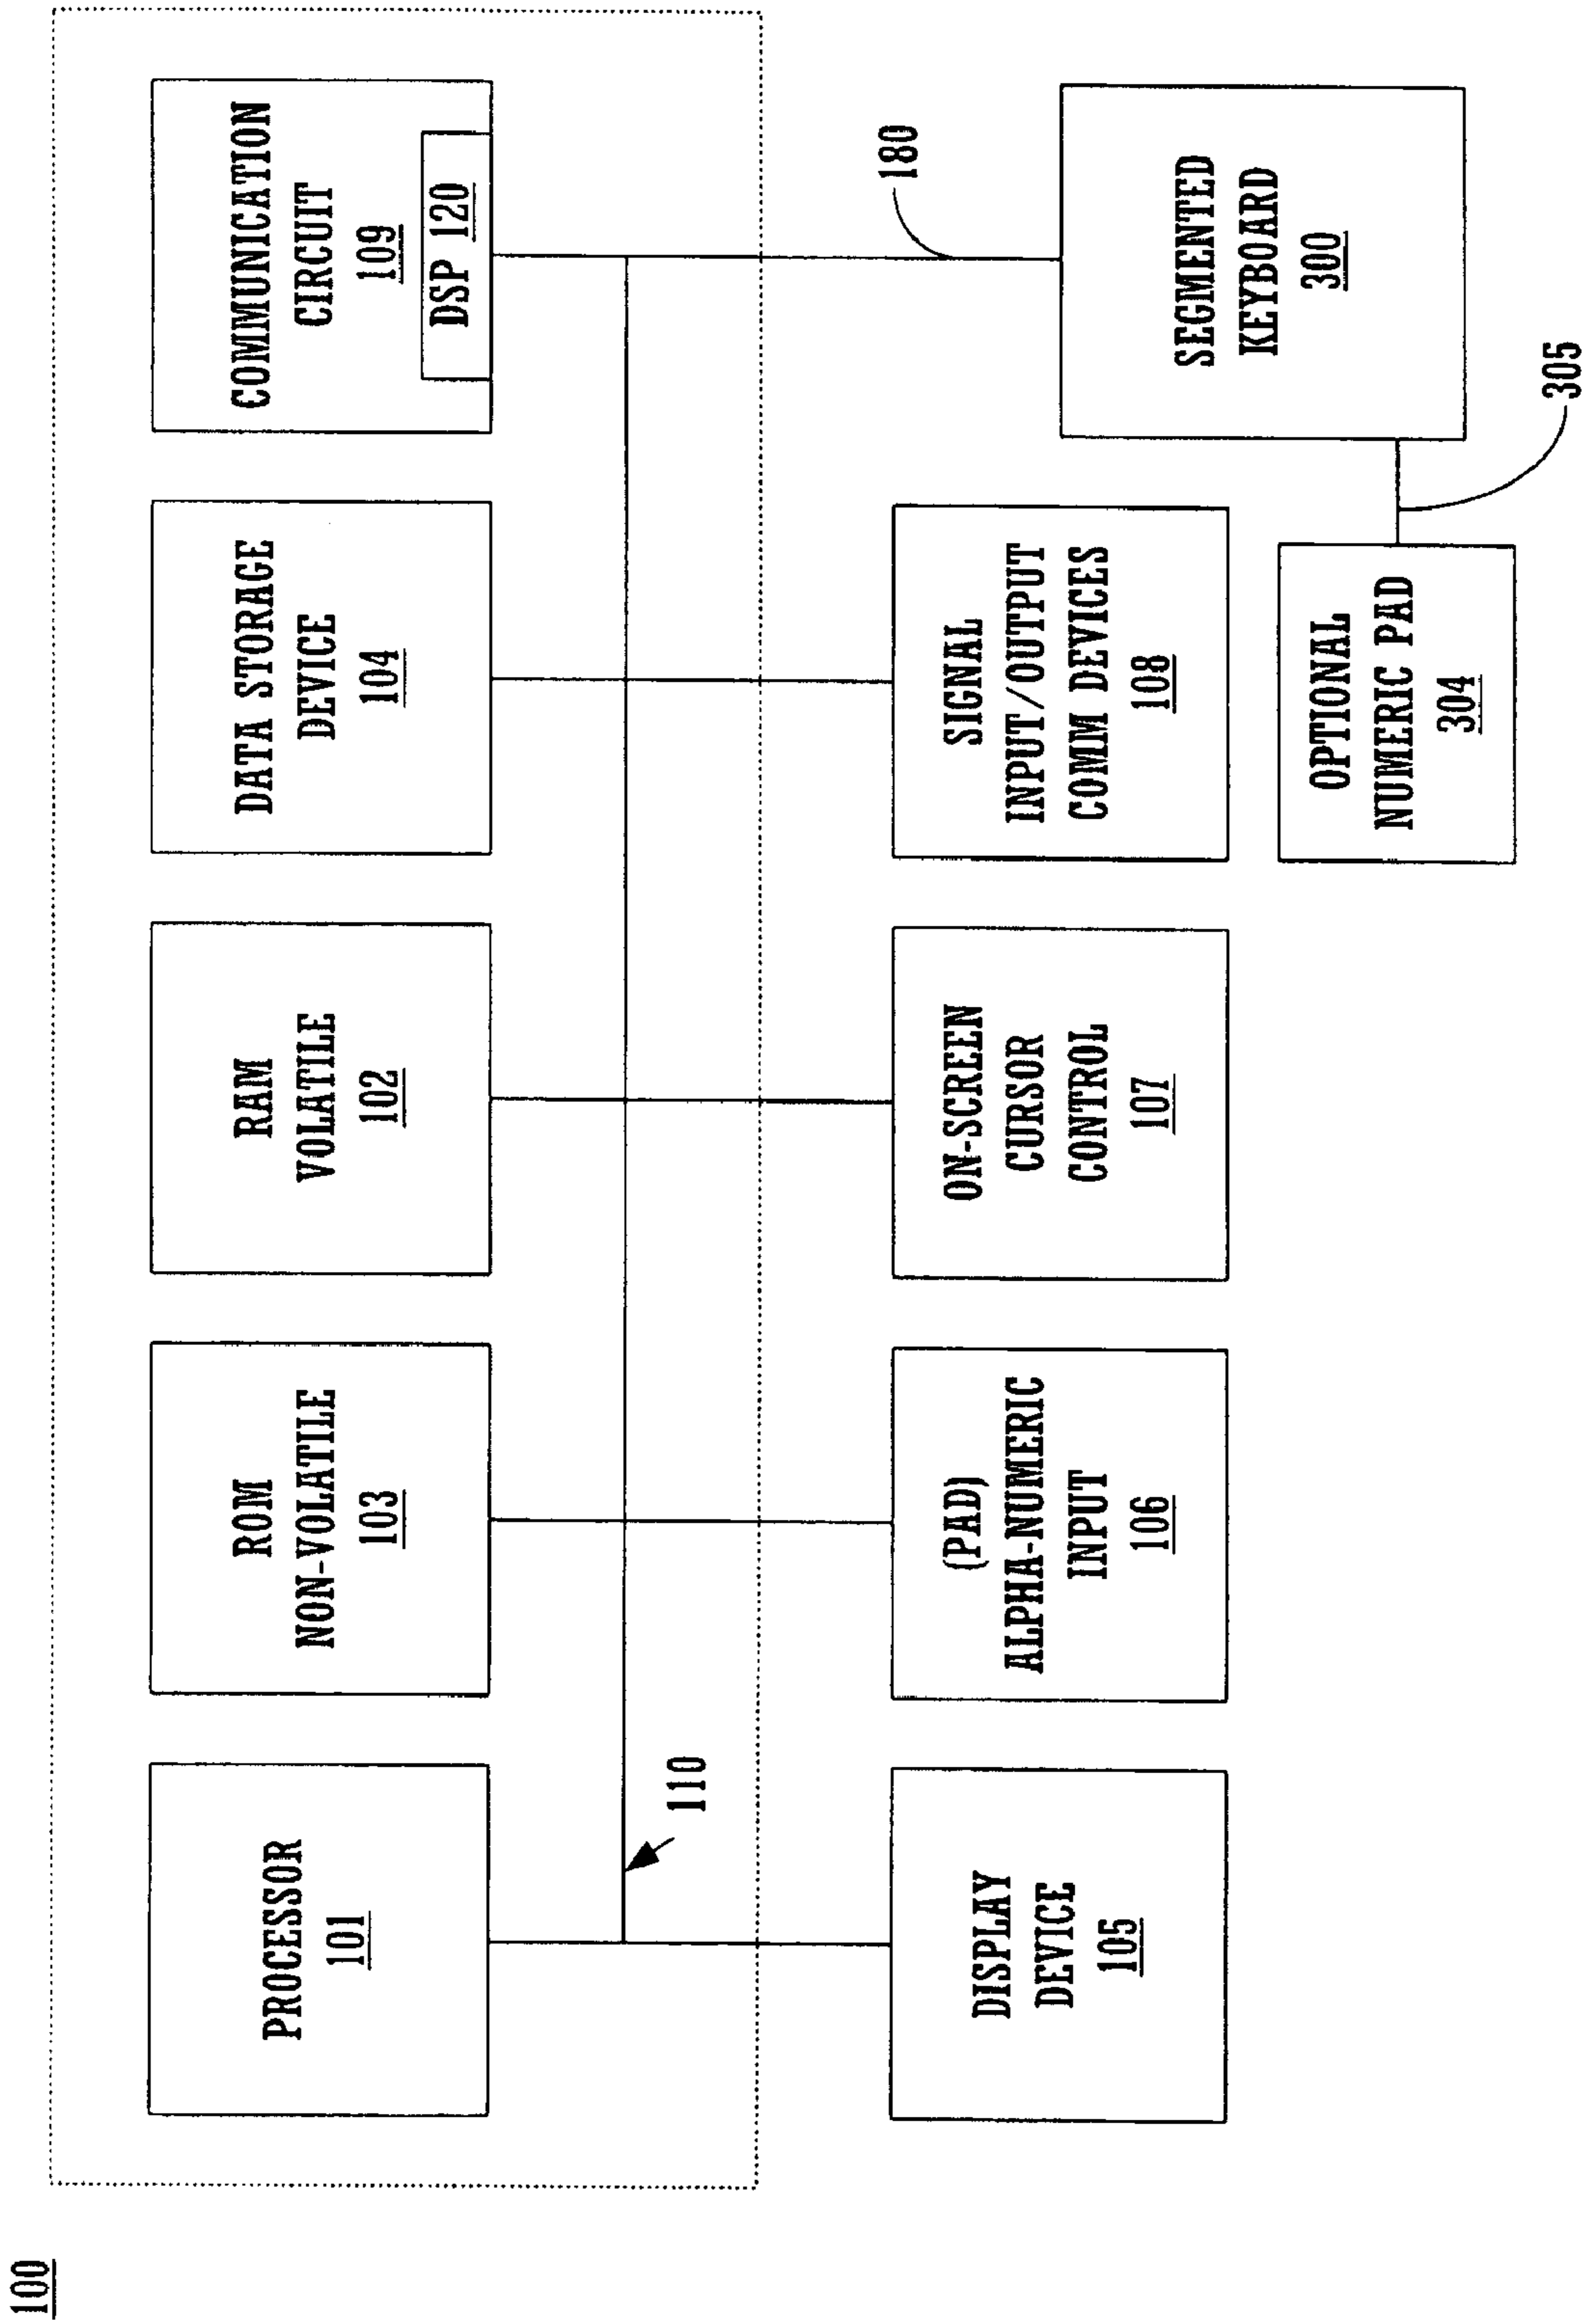 100
PROCESSOR
101
ROM
NON-VOLATILE
103
RAM
VOLATILE
102
DATA STORAGE
DEVICE
104
COMMUNICATION
CIRCUIT
109
DSP 120
110
180
DISPLAY
DEVICE
105
(PAD)
ALPHA-NUMERIC
INPUT
106
ON-SCREEN
CURSOR
CONTROL
107
SIGNAL
INPUT/OUTPUT
COMM DEVICES
108
SEGMENTED
KEYBOARD
300
OPTIONAL
NUMERIC PAD
304
305